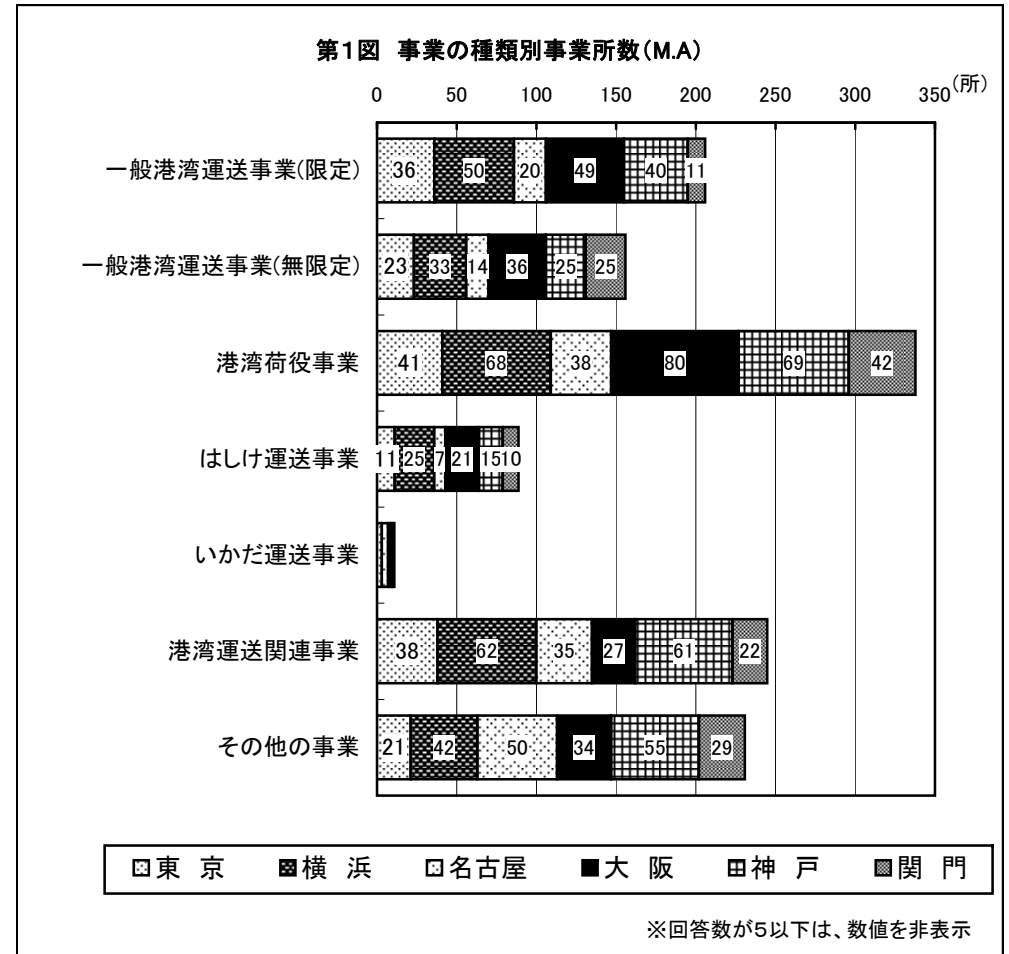 第1図 事業の種類別事業所数(M.A)
0 50 100 150 200 250 300 350 (所)
一般港湾運送事業(限定) 36 50 20 49 40 11
一般港湾運送事業(無限定) 23 33 14 36 25 25
港湾荷役事業 41 68 38 80 69 42
はしけ運送事業 11 25 7 21 15 10
いかだ運送事業
港湾運送関連事業 38 62 35 27 61 22
その他の事業 21 42 50 34 55 29
東 京 横 浜 名古屋 大 阪 神 戸 関 門
※回答数が5以下は、数値を非表示